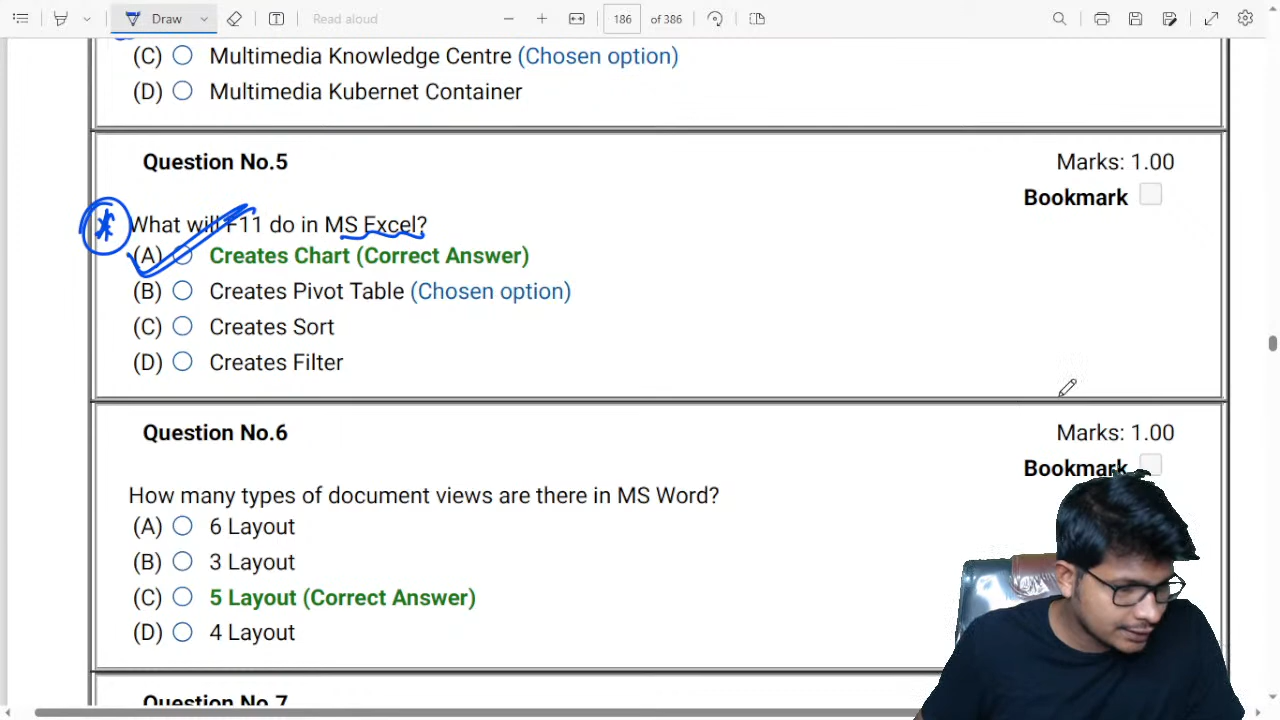 Draw
Read aloud
186 of 386
(C) Multimedia Knowledge Centre (Chosen option)
(D) Multimedia Kubernet Container
Question No.5
Marks: 1.00
Bookmark
What will F11 do in MS Excel?
(A) Creates Chart (Correct Answer)
(B) Creates Pivot Table (Chosen option)
(C) Creates Sort
(D) Creates Filter
Question No.6
Marks: 1.00
Bookmark
How many types of document views are there in MS Word?
(A) 6 Layout
(B) 3 Layout
(C) 5 Layout (Correct Answer)
(D) 4 Layout
Question No.7